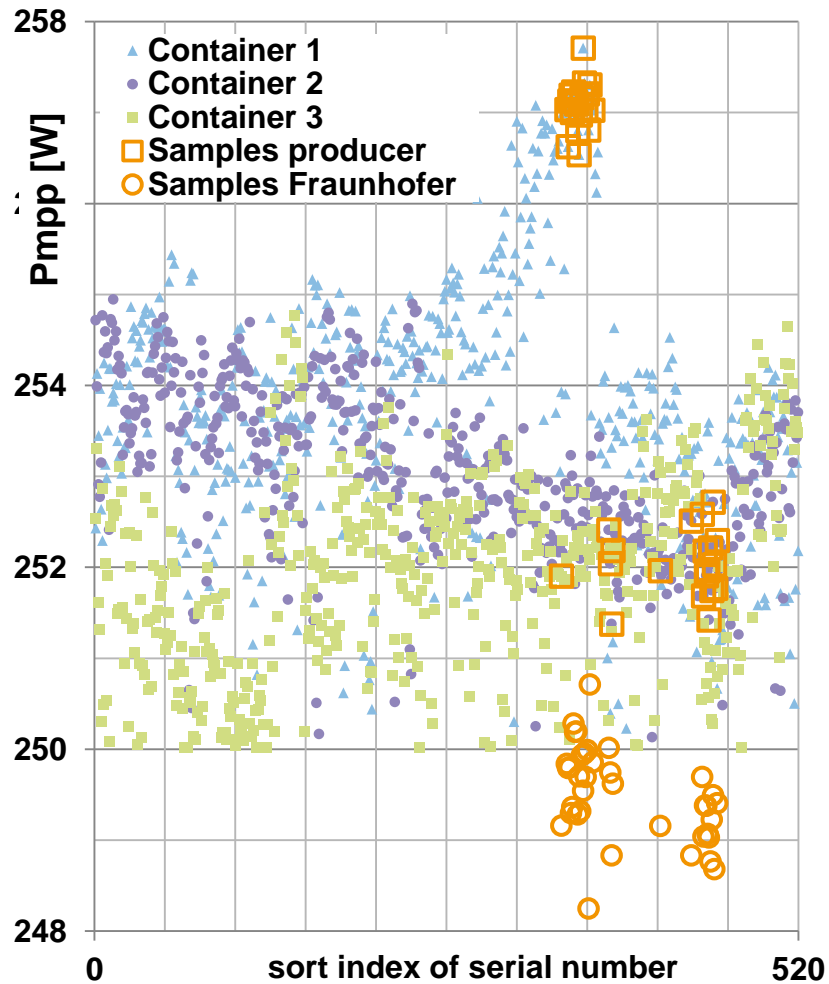 258
Container 1
Container 2
Container 3
Samples producer
Samples Fraunhofer
Pmpp [W]
254
252
250
248
0
sort index of serial number
520